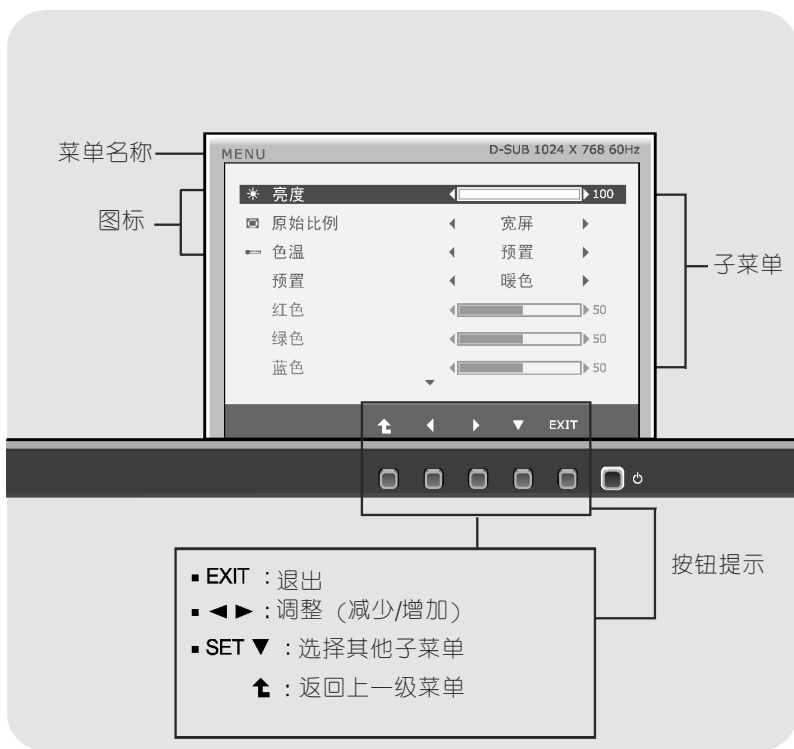 菜单名称
MENU
D-SUB 1024 X 768 60Hz
图标
亮度 100
原始比例 宽屏
色温 预置
预置 暖色
红色 50
绿色 50
蓝色 50
子菜单
EXIT
按钮提示
▪ EXIT ：退出
▪ ◄ ► ：调整（减少/增加）
▪ SET ▼ ：选择其他子菜单
：返回上一级菜单